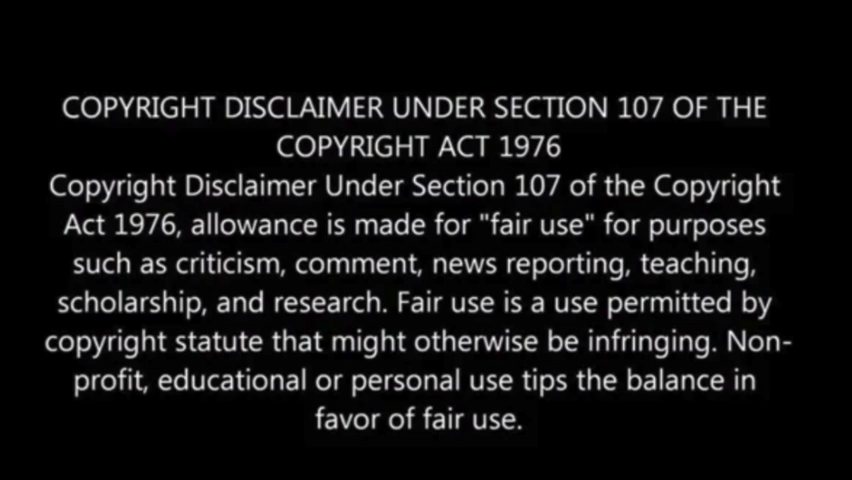 COPYRIGHT DISCLAIMER UNDER SECTION 107 OF THE
COPYRIGHT ACT 1976
Copyright Disclaimer Under Section 107 of the Copyright
Act 1976, allowance is made for "fair use" for purposes
such as criticism, comment, news reporting, teaching,
scholarship, and research. Fair use is a use permitted by
copyright statute that might otherwise be infringing. Non-
profit, educational or personal use tips the balance in
favor of fair use.